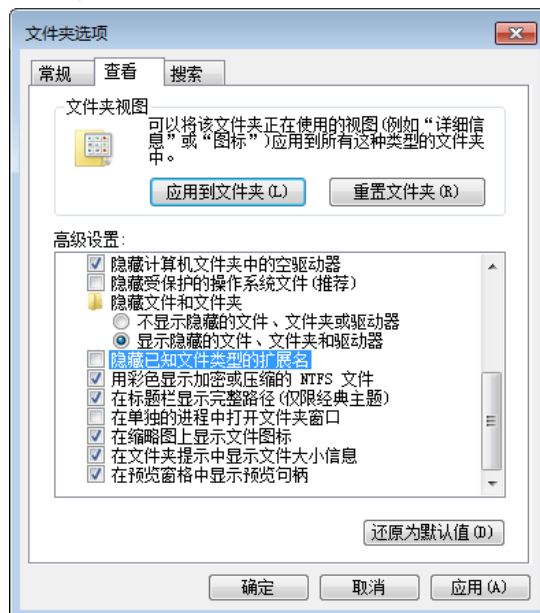 文件夹选项
常规
查看
搜索
文件夹视图
可以将该文件夹正在使用的视图(例如“详细信
息”或“图标”)应用到所有这种类型的文件夹
中。
应用到文件夹(L)
重置文件夹(R)
高级设置:
隐藏计算机文件夹中的空驱动器
隐藏受保护的操作系统文件(推荐)
隐藏文件和文件夹
不显示隐藏的文件、文件夹或驱动器
显示隐藏的文件、文件夹和驱动器
隐藏已知文件类型的扩展名
用彩色显示加密或压缩的 NTFS 文件
在标题栏显示完整路径(仅限经典主题)
在单独的进程中打开文件夹窗口
在缩略图上显示文件图标
在文件夹提示中显示文件大小信息
在预览窗格中显示预览句柄
还原为默认值(D)
确定
取消
应用(A)